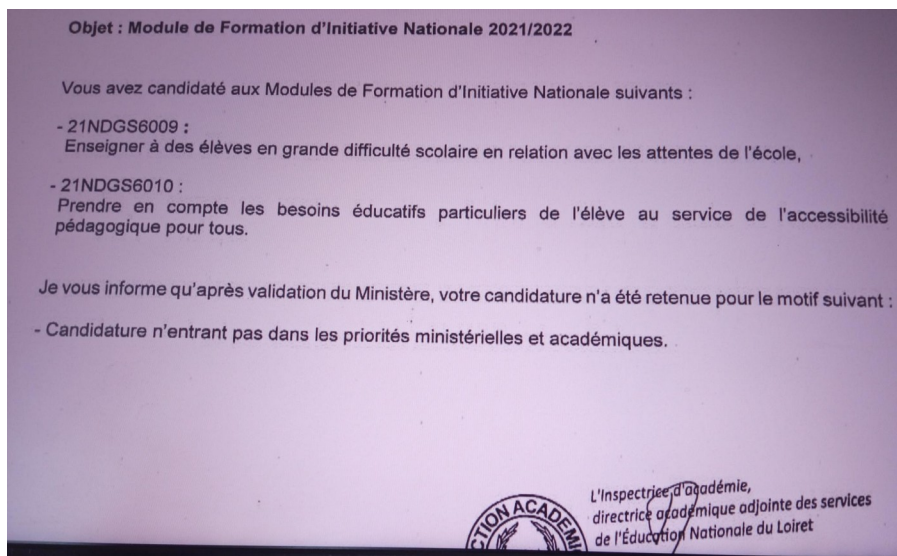 Objet : Module de Formation d'Initiative Nationale 2021/2022
Vous avez candidaté aux Modules de Formation d'Initiative Nationale suivants :
- 21NDGS6009 :
Enseigner à des élèves en grande difficulté scolaire en relation avec les attentes de l'école,
- 21NDGS6010 :
Prendre en compte les besoins éducatifs particuliers de l'élève au service de l'accessibilité
pédagogique pour tous.
Je vous informe qu'après validation du Ministère, votre candidature n'a été retenue pour le motif suivant :
- Candidature n'entrant pas dans les priorités ministérielles et académiques.
L'Inspectrice d'académie,
directrice académique adjointe des services
de l'Éducation Nationale du Loiret
CTION ACADEMI